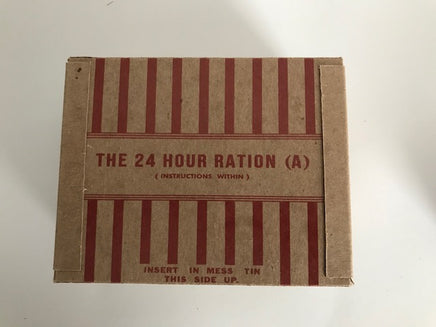 THE 24 HOUR RATION (A)
( INSTRUCTIONS WITHIN )
INSERT IN MESS TIN
THIS SIDE UP.